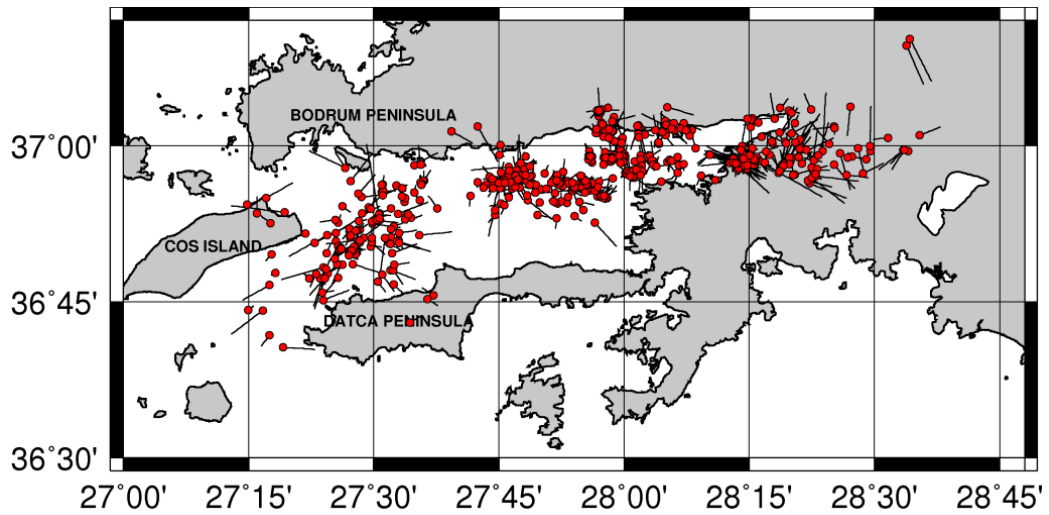 BODRUM PENINSULA
37˚00'
COS ISLAND
36˚45'
DATCA PENINSULA
36˚30'
27˚00' 27˚15' 27˚30' 27˚45' 28˚00' 28˚15' 28˚30' 28˚45'